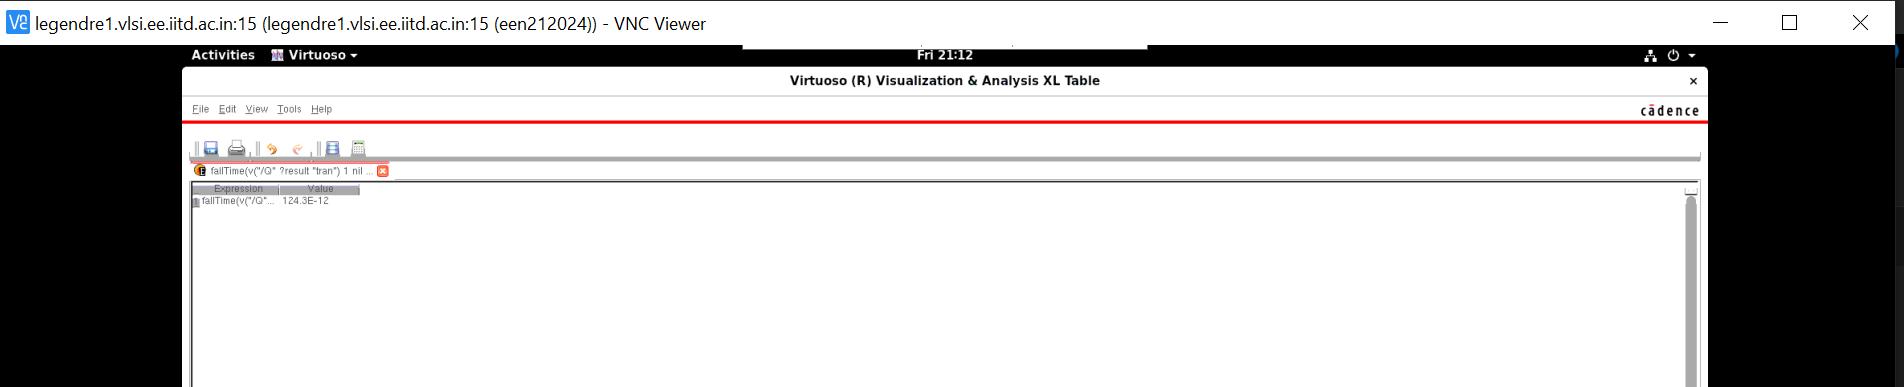 legendre1.vlsi.ee.iitd.ac.in:15 (legendre1.vlsi.ee.iitd.ac.in:15 (een212024)) - VNC Viewer
Activities Virtuoso Fri 21:12
Virtuoso (R) Visualization & Analysis XL Table
File Edit View Tools Help cādence
fallTime(v("/Q" ?result "tran") 1 nil ...
Expression Value
fallTime(v("/Q"... 124.3E-12